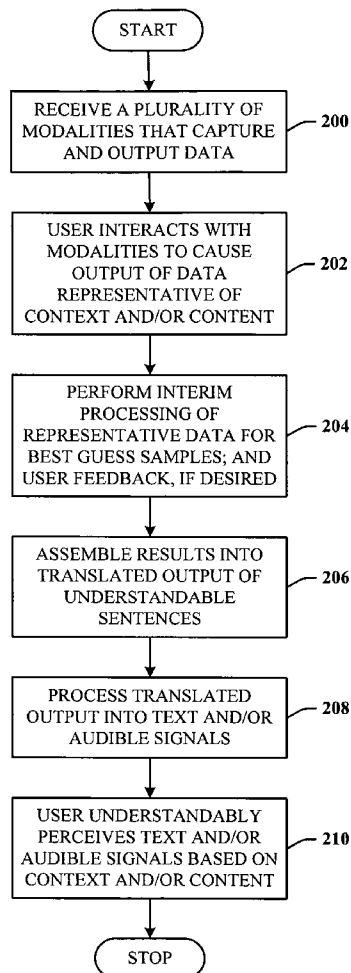 START
RECEIVE A PLURALITY OF
MODALITIES THAT CAPTURE
AND OUTPUT DATA
200
USER INTERACTS WITH
MODALITIES TO CAUSE
OUTPUT OF DATA
REPRESENTATIVE OF
CONTEXT AND/OR CONTENT
202
PERFORM INTERIM
PROCESSING OF
REPRESENTATIVE DATA FOR
BEST GUESS SAMPLES; AND
USER FEEDBACK, IF DESIRED
204
ASSEMBLE RESULTS INTO
TRANSLATED OUTPUT OF
UNDERSTANDABLE
SENTENCES
206
PROCESS TRANSLATED
OUTPUT INTO TEXT AND/OR
AUDIBLE SIGNALS
208
USER UNDERSTANDABLY
PERCEIVES TEXT AND/OR
AUDIBLE SIGNALS BASED ON
CONTEXT AND/OR CONTENT
210
STOP